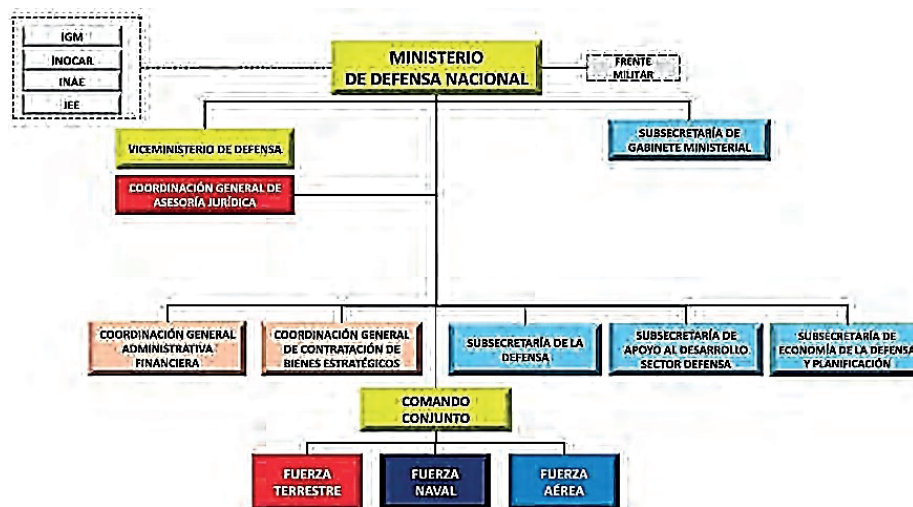 IGM
INOCAR
INAE
IEE
MINISTERIO
DE DEFENSA NACIONAL
FRENTE
MILITAR
VICEMINISTERIO DE DEFENSA
SUBSECRETARÍA DE
GABINETE MINISTERIAL
COORDINACIÓN GENERAL DE
ASESORÍA JURÍDICA
COORDINACIÓN GENERAL
ADMINISTRATIVA
FINANCIERA
COORDINACIÓN GENERAL
DE CONTRATACIÓN DE
BIENES ESTRATÉGICOS
SUBSECRETARÍA DE LA
DEFENSA
SUBSECRETARÍA DE
APOYO AL DESARROLLO
SECTOR DEFENSA
SUBSECRETARÍA DE
ECONOMÍA DE LA DEFENSA
Y PLANIFICACIÓN
COMANDO
CONJUNTO
FUERZA
TERRESTRE
FUERZA
NAVAL
FUERZA
AÉREA